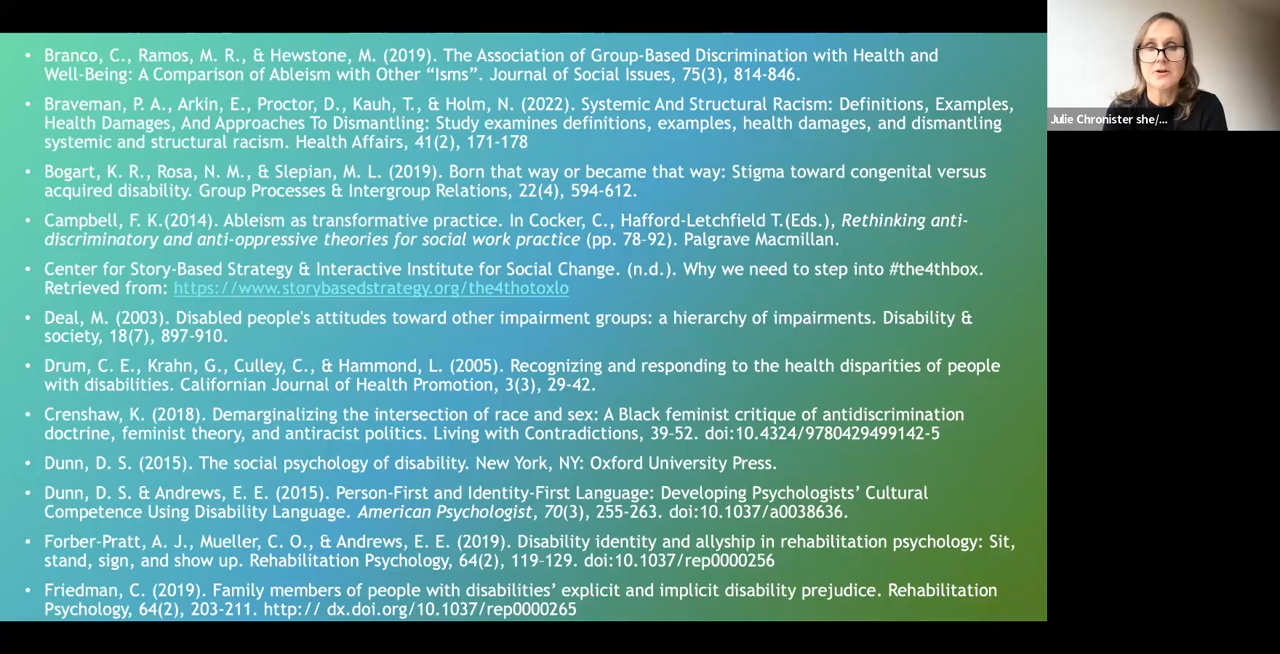 • Branco, C., Ramos, M. R., & Hewstone, M. (2019). The Association of Group-Based Discrimination with Health and
Well-Being: A Comparison of Ableism with Other “Isms”. Journal of Social Issues, 75(3), 814-846.
• Braveman, P. A., Arkin, E., Proctor, D., Kauh, T., & Holm, N. (2022). Systemic And Structural Racism: Definitions, Examples,
Health Damages, And Approaches To Dismantling: Study examines definitions, examples, health damages, and dismantling
systemic and structural racism. Health Affairs, 41(2), 171-178
• Bogart, K. R., Rosa, N. M., & Slepian, M. L. (2019). Born that way or became that way: Stigma toward congenital versus
acquired disability. Group Processes & Intergroup Relations, 22(4), 594-612.
• Campbell, F. K.(2014). Ableism as transformative practice. In Cocker, C., Hafford-Letchfield T.(Eds.), Rethinking anti-
discriminatory and anti-oppressive theories for social work practice (pp. 78–92). Palgrave Macmillan.
• Center for Story-Based Strategy & Interactive Institute for Social Change. (n.d.). Why we need to step into #the4thbox.
Retrieved from: https://www.storybasedstrategy.org/the4thotoxlo
• Deal, M. (2003). Disabled people's attitudes toward other impairment groups: a hierarchy of impairments. Disability &
society, 18(7), 897-910.
• Drum, C. E., Krahn, G., Culley, C., & Hammond, L. (2005). Recognizing and responding to the health disparities of people
with disabilities. Californian Journal of Health Promotion, 3(3), 29-42.
• Crenshaw, K. (2018). Demarginalizing the intersection of race and sex: A Black feminist critique of antidiscrimination
doctrine, feminist theory, and antiracist politics. Living with Contradictions, 39–52. doi:10.4324/9780429499142-5
• Dunn, D. S. (2015). The social psychology of disability. New York, NY: Oxford University Press.
• Dunn, D. S. & Andrews, E. E. (2015). Person-First and Identity-First Language: Developing Psychologists’ Cultural
Competence Using Disability Language. American Psychologist, 70(3), 255-263. doi:10.1037/a0038636.
• Forber-Pratt, A. J., Mueller, C. O., & Andrews, E. E. (2019). Disability identity and allyship in rehabilitation psychology: Sit,
stand, sign, and show up. Rehabilitation Psychology, 64(2), 119–129. doi:10.1037/rep0000256
• Friedman, C. (2019). Family members of people with disabilities’ explicit and implicit disability prejudice. Rehabilitation
Psychology, 64(2), 203-211. http:// dx.doi.org/10.1037/rep0000265
Julie Chronister she/...